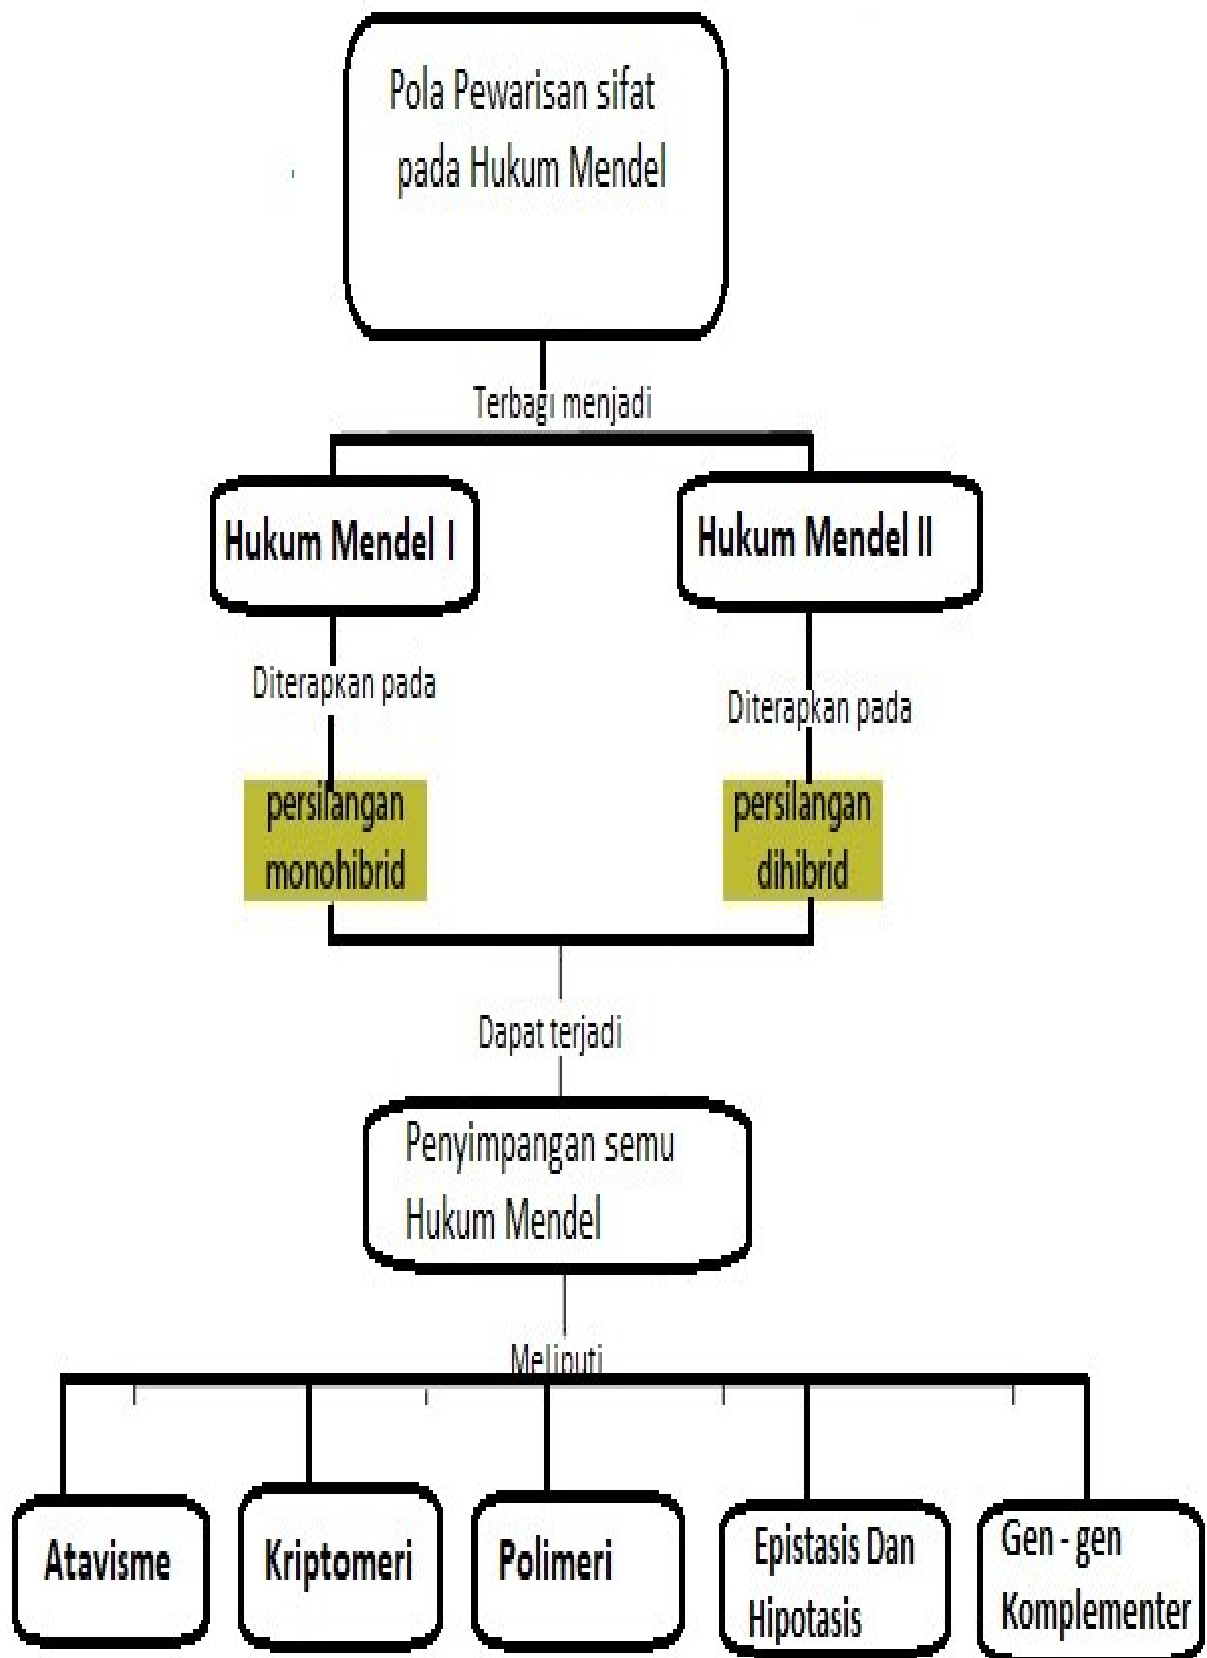 Pola Pewarisan sifat
pada Hukum Mendel
Terbagi menjadi
Hukum Mendel I
Hukum Mendel II
Diterapkan pada
Diterapkan pada
persilangan
monohibrid
persilangan
dihibrid
Dapat terjadi
Penyimpangan semu
Hukum Mendel
Meliputi
Atavisme
Kriptomeri
Polimeri
Epistasis Dan
Hipotasis
Gen - gen
Komplementer